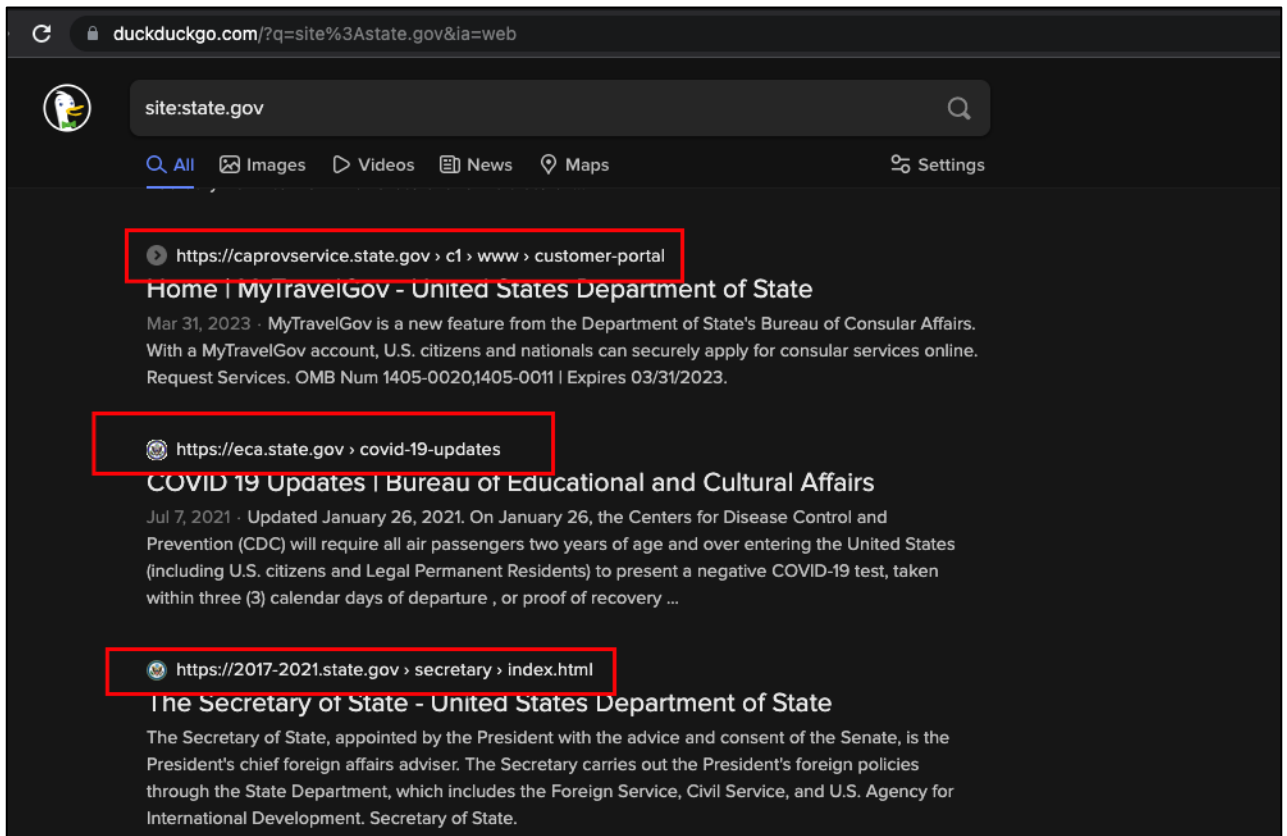 duckduckgo.com/?q=site%3Astate.gov&ia=web
site:state.gov
All Images Videos News Maps Settings
https://caprovservice.state.gov › c1 › www › customer-portal
Home | MyTravelGov - United States Department of State
Mar 31, 2023 · MyTravelGov is a new feature from the Department of State's Bureau of Consular Affairs.
With a MyTravelGov account, U.S. citizens and nationals can securely apply for consular services online.
Request Services. OMB Num 1405-0020,1405-0011 | Expires 03/31/2023.
https://eca.state.gov › covid-19-updates
COVID 19 Updates | Bureau of Educational and Cultural Affairs
Jul 7, 2021 · Updated January 26, 2021. On January 26, the Centers for Disease Control and
Prevention (CDC) will require all air passengers two years of age and over entering the United States
(including U.S. citizens and Legal Permanent Residents) to present a negative COVID-19 test, taken
within three (3) calendar days of departure , or proof of recovery ...
https://2017-2021.state.gov › secretary › index.html
The Secretary of State - United States Department of State
The Secretary of State, appointed by the President with the advice and consent of the Senate, is the
President's chief foreign affairs adviser. The Secretary carries out the President's foreign policies
through the State Department, which includes the Foreign Service, Civil Service, and U.S. Agency for
International Development. Secretary of State.